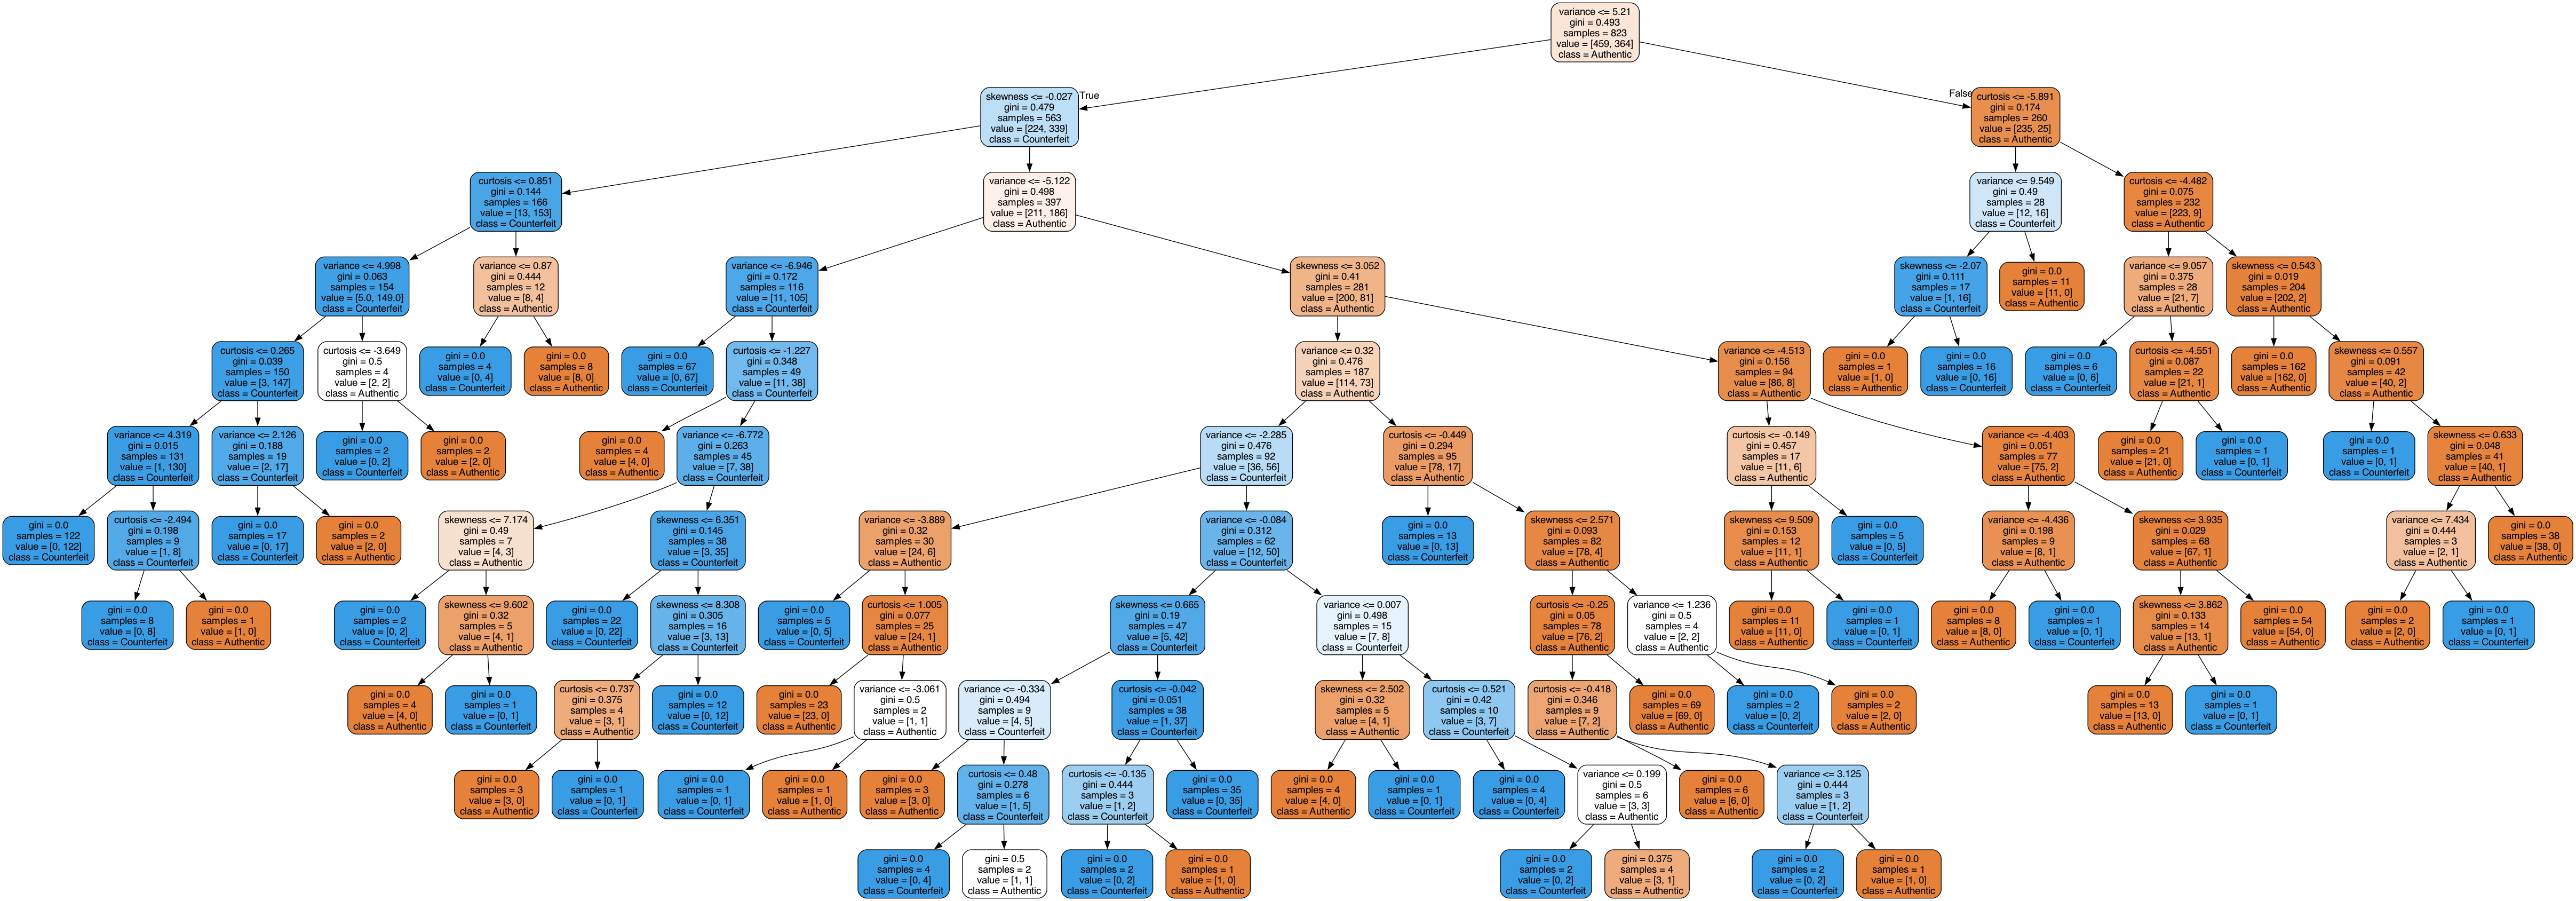 variance <= 5.21
gini = 0.493
samples = 823
value = [459, 364]
class = Authentic
True
False
skewness <= -0.027
gini = 0.479
samples = 563
value = [224, 339]
class = Counterfeit
curtosis <= -5.891
gini = 0.174
samples = 260
value = [235, 25]
class = Authentic
curtosis <= 0.851
gini = 0.144
samples = 166
value = [13, 153]
class = Counterfeit
variance <= -5.122
gini = 0.498
samples = 397
value = [211, 186]
class = Authentic
variance <= 9.549
gini = 0.49
samples = 28
value = [12, 16]
class = Counterfeit
curtosis <= -4.482
gini = 0.075
samples = 232
value = [223, 9]
class = Authentic
variance <= 4.998
gini = 0.063
samples = 154
value = [5.0, 149.0]
class = Counterfeit
variance <= 0.87
gini = 0.444
samples = 12
value = [8, 4]
class = Authentic
variance <= -6.946
gini = 0.172
samples = 116
value = [11, 105]
class = Counterfeit
skewness <= 3.052
gini = 0.41
samples = 281
value = [200, 81]
class = Authentic
skewness <= -2.07
gini = 0.111
samples = 17
value = [1, 16]
class = Counterfeit
gini = 0.0
samples = 11
value = [11, 0]
class = Authentic
variance <= 9.057
gini = 0.375
samples = 28
value = [21, 7]
class = Authentic
skewness <= 0.543
gini = 0.019
samples = 204
value = [202, 2]
class = Authentic
curtosis <= 0.265
gini = 0.039
samples = 150
value = [3, 147]
class = Counterfeit
curtosis <= -3.649
gini = 0.5
samples = 4
value = [2, 2]
class = Authentic
gini = 0.0
samples = 4
value = [0, 4]
class = Counterfeit
gini = 0.0
samples = 8
value = [8, 0]
class = Authentic
gini = 0.0
samples = 67
value = [0, 67]
class = Counterfeit
curtosis <= -1.227
gini = 0.348
samples = 49
value = [11, 38]
class = Counterfeit
variance <= 0.32
gini = 0.476
samples = 187
value = [114, 73]
class = Authentic
variance <= -4.513
gini = 0.156
samples = 94
value = [86, 8]
class = Authentic
gini = 0.0
samples = 1
value = [1, 0]
class = Authentic
gini = 0.0
samples = 16
value = [0, 16]
class = Counterfeit
gini = 0.0
samples = 6
value = [0, 6]
class = Counterfeit
curtosis <= -4.551
gini = 0.087
samples = 22
value = [21, 1]
class = Authentic
gini = 0.0
samples = 162
value = [162, 0]
class = Authentic
skewness <= 0.557
gini = 0.091
samples = 42
value = [40, 2]
class = Authentic
variance <= 4.319
gini = 0.015
samples = 131
value = [1, 130]
class = Counterfeit
variance <= 2.126
gini = 0.188
samples = 19
value = [2, 17]
class = Counterfeit
gini = 0.0
samples = 2
value = [0, 2]
class = Counterfeit
gini = 0.0
samples = 2
value = [2, 0]
class = Authentic
gini = 0.0
samples = 4
value = [4, 0]
class = Authentic
variance <= -6.772
gini = 0.263
samples = 45
value = [7, 38]
class = Counterfeit
variance <= -2.285
gini = 0.476
samples = 92
value = [36, 56]
class = Counterfeit
curtosis <= -0.449
gini = 0.294
samples = 95
value = [78, 17]
class = Authentic
curtosis <= -0.149
gini = 0.457
samples = 17
value = [11, 6]
class = Authentic
variance <= -4.403
gini = 0.051
samples = 77
value = [75, 2]
class = Authentic
gini = 0.0
samples = 21
value = [21, 0]
class = Authentic
gini = 0.0
samples = 1
value = [0, 1]
class = Counterfeit
gini = 0.0
samples = 1
value = [0, 1]
class = Counterfeit
skewness <= 0.633
gini = 0.048
samples = 41
value = [40, 1]
class = Authentic
gini = 0.0
samples = 122
value = [0, 122]
class = Counterfeit
curtosis <= -2.494
gini = 0.198
samples = 9
value = [1, 8]
class = Counterfeit
gini = 0.0
samples = 17
value = [0, 17]
class = Counterfeit
gini = 0.0
samples = 2
value = [2, 0]
class = Authentic
skewness <= 7.174
gini = 0.49
samples = 7
value = [4, 3]
class = Authentic
skewness <= 6.351
gini = 0.145
samples = 38
value = [3, 35]
class = Counterfeit
variance <= -3.889
gini = 0.32
samples = 30
value = [24, 6]
class = Authentic
variance <= -0.084
gini = 0.312
samples = 62
value = [12, 50]
class = Counterfeit
gini = 0.0
samples = 13
value = [0, 13]
class = Counterfeit
skewness <= 2.571
gini = 0.093
samples = 82
value = [78, 4]
class = Authentic
skewness <= 9.509
gini = 0.153
samples = 12
value = [11, 1]
class = Authentic
gini = 0.0
samples = 5
value = [0, 5]
class = Counterfeit
variance <= -4.436
gini = 0.198
samples = 9
value = [8, 1]
class = Authentic
skewness <= 3.935
gini = 0.029
samples = 68
value = [67, 1]
class = Authentic
variance <= 7.434
gini = 0.444
samples = 3
value = [2, 1]
class = Authentic
gini = 0.0
samples = 38
value = [38, 0]
class = Authentic
gini = 0.0
samples = 8
value = [0, 8]
class = Counterfeit
gini = 0.0
samples = 1
value = [1, 0]
class = Authentic
gini = 0.0
samples = 2
value = [0, 2]
class = Counterfeit
skewness <= 9.602
gini = 0.32
samples = 5
value = [4, 1]
class = Authentic
gini = 0.0
samples = 22
value = [0, 22]
class = Counterfeit
skewness <= 8.308
gini = 0.305
samples = 16
value = [3, 13]
class = Counterfeit
gini = 0.0
samples = 5
value = [0, 5]
class = Counterfeit
curtosis <= 1.005
gini = 0.077
samples = 25
value = [24, 1]
class = Authentic
skewness <= 0.665
gini = 0.19
samples = 47
value = [5, 42]
class = Counterfeit
variance <= 0.007
gini = 0.498
samples = 15
value = [7, 8]
class = Counterfeit
curtosis <= -0.25
gini = 0.05
samples = 78
value = [76, 2]
class = Authentic
variance <= 1.236
gini = 0.5
samples = 4
value = [2, 2]
class = Authentic
gini = 0.0
samples = 11
value = [11, 0]
class = Authentic
gini = 0.0
samples = 1
value = [0, 1]
class = Counterfeit
gini = 0.0
samples = 8
value = [8, 0]
class = Authentic
gini = 0.0
samples = 1
value = [0, 1]
class = Counterfeit
skewness <= 3.862
gini = 0.133
samples = 14
value = [13, 1]
class = Authentic
gini = 0.0
samples = 54
value = [54, 0]
class = Authentic
gini = 0.0
samples = 2
value = [2, 0]
class = Authentic
gini = 0.0
samples = 1
value = [0, 1]
class = Counterfeit
gini = 0.0
samples = 4
value = [4, 0]
class = Authentic
gini = 0.0
samples = 1
value = [0, 1]
class = Counterfeit
curtosis <= 0.737
gini = 0.375
samples = 4
value = [3, 1]
class = Authentic
gini = 0.0
samples = 12
value = [0, 12]
class = Counterfeit
gini = 0.0
samples = 23
value = [23, 0]
class = Authentic
variance <= -3.061
gini = 0.5
samples = 2
value = [1, 1]
class = Authentic
variance <= -0.334
gini = 0.494
samples = 9
value = [4, 5]
class = Counterfeit
curtosis <= -0.042
gini = 0.051
samples = 38
value = [1, 37]
class = Counterfeit
skewness <= 2.502
gini = 0.32
samples = 5
value = [4, 1]
class = Authentic
curtosis <= 0.521
gini = 0.42
samples = 10
value = [3, 7]
class = Counterfeit
curtosis <= -0.418
gini = 0.346
samples = 9
value = [7, 2]
class = Authentic
gini = 0.0
samples = 69
value = [69, 0]
class = Authentic
gini = 0.0
samples = 2
value = [0, 2]
class = Counterfeit
gini = 0.0
samples = 2
value = [2, 0]
class = Authentic
gini = 0.0
samples = 13
value = [13, 0]
class = Authentic
gini = 0.0
samples = 1
value = [0, 1]
class = Counterfeit
gini = 0.0
samples = 3
value = [3, 0]
class = Authentic
gini = 0.0
samples = 1
value = [0, 1]
class = Counterfeit
gini = 0.0
samples = 1
value = [0, 1]
class = Counterfeit
gini = 0.0
samples = 1
value = [1, 0]
class = Authentic
gini = 0.0
samples = 3
value = [3, 0]
class = Authentic
curtosis <= 0.48
gini = 0.278
samples = 6
value = [1, 5]
class = Counterfeit
curtosis <= -0.135
gini = 0.444
samples = 3
value = [1, 2]
class = Counterfeit
gini = 0.0
samples = 35
value = [0, 35]
class = Counterfeit
gini = 0.0
samples = 4
value = [4, 0]
class = Authentic
gini = 0.0
samples = 1
value = [0, 1]
class = Counterfeit
gini = 0.0
samples = 4
value = [0, 4]
class = Counterfeit
variance <= 0.199
gini = 0.5
samples = 6
value = [3, 3]
class = Authentic
gini = 0.0
samples = 6
value = [6, 0]
class = Authentic
variance <= 3.125
gini = 0.444
samples = 3
value = [1, 2]
class = Counterfeit
gini = 0.0
samples = 4
value = [0, 4]
class = Counterfeit
gini = 0.5
samples = 2
value = [1, 1]
class = Authentic
gini = 0.0
samples = 2
value = [0, 2]
class = Counterfeit
gini = 0.0
samples = 1
value = [1, 0]
class = Authentic
gini = 0.0
samples = 2
value = [0, 2]
class = Counterfeit
gini = 0.375
samples = 4
value = [3, 1]
class = Authentic
gini = 0.0
samples = 2
value = [0, 2]
class = Counterfeit
gini = 0.0
samples = 1
value = [1, 0]
class = Authentic